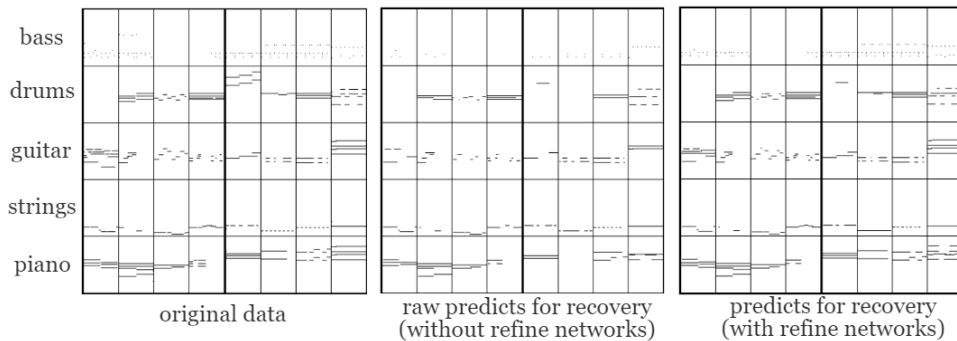 bass
drums
guitar
strings
piano
original data
raw predicts for recovery
(without refine networks)
predicts for recovery
(with refine networks)